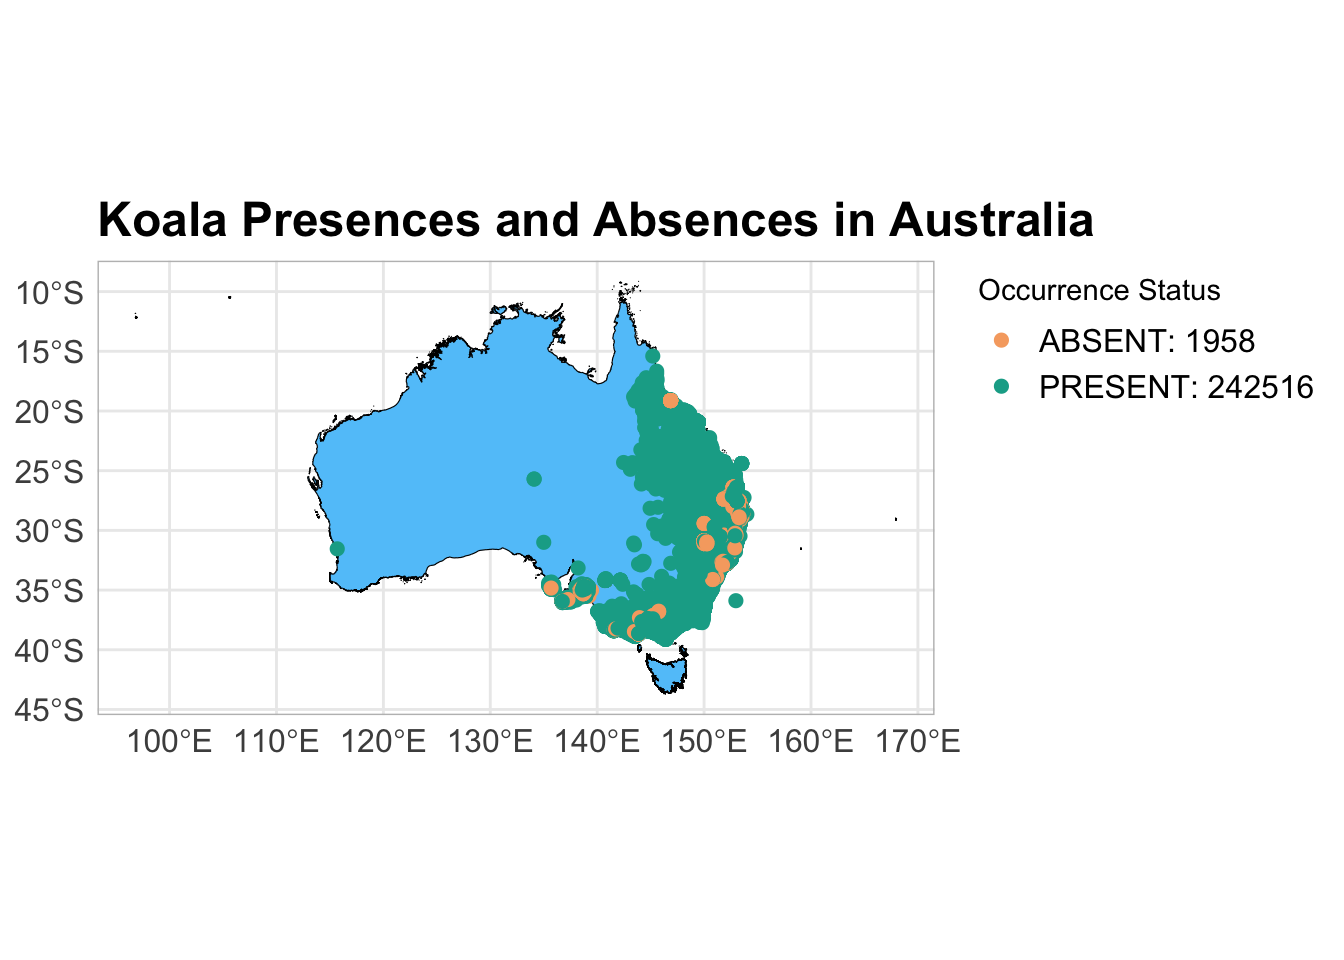 Koala Presences and Absences in Australia
10°S
15°S
20°S
25°S
30°S
35°S
40°S
45°S
100°E 110°E 120°E 130°E 140°E 150°E 160°E 170°E
Occurrence Status
ABSENT: 1958
PRESENT: 242516